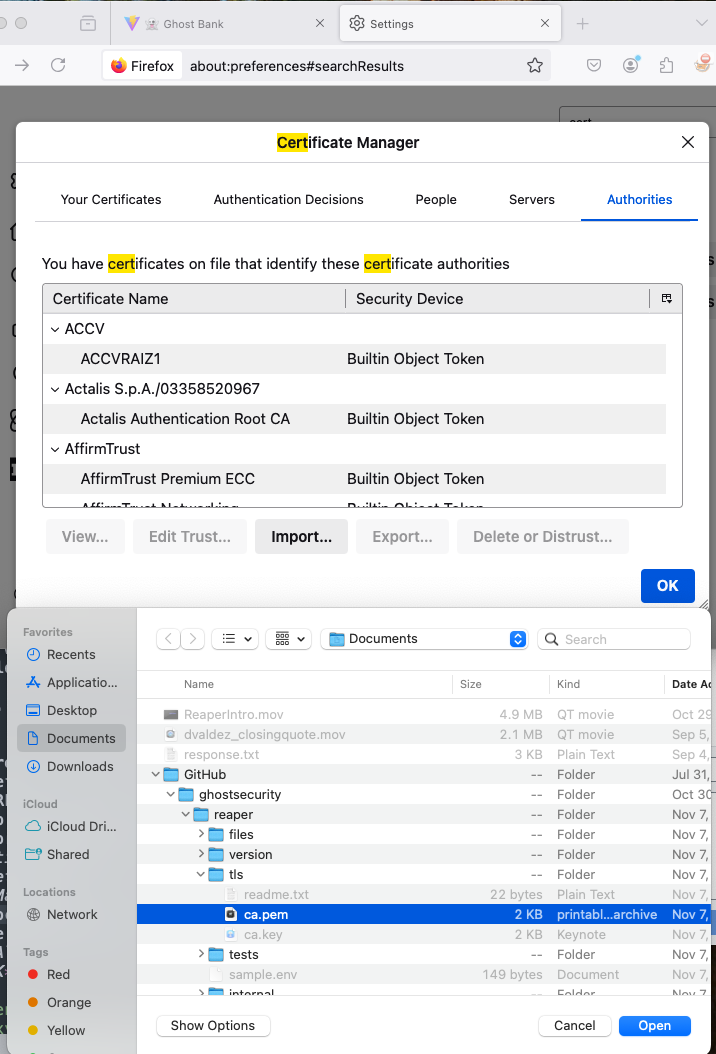 Ghost Bank
Settings
Firefox
about:preferences#searchResults
Certificate Manager
Your Certificates
Authentication Decisions
People
Servers
Authorities
You have certificates on file that identify these certificate authorities
Certificate Name
Security Device
ACCV
ACCVRAIZ1
Builtin Object Token
Actalis S.p.A./03358520967
Actalis Authentication Root CA
Builtin Object Token
AffirmTrust
AffirmTrust Premium ECC
Builtin Object Token
AffirmTrust Networking
Builtin Object Token
View...
Edit Trust...
Import...
Export...
Delete or Distrust...
OK
Favorites
Recents
Applicatio...
Desktop
Documents
Downloads
iCloud
iCloud Dri...
Shared
Locations
Network
Tags
Red
Orange
Yellow
Documents
Search
Name
Size
Kind
Date Ac
ReaperIntro.mov 4.9 MB QT movie Oct 29
dvaldez_closingquote.mov 2.1 MB QT movie Sep 5,
response.txt 3 KB Plain Text Sep 4,
GitHub -- Folder Jul 31,
ghostsecurity -- Folder Oct 30
reaper -- Folder Nov 7,
files -- Folder Nov 7,
version -- Folder Nov 7,
tls -- Folder Nov 7,
readme.txt 22 bytes Plain Text Nov 7,
ca.pem 2 KB printabl...archive Nov 7,
ca.key 2 KB Keynote Nov 7,
tests -- Folder Nov 7,
sample.env 149 bytes Document Nov 7,
internal -- Folder Nov 7,
Show Options
Cancel
Open